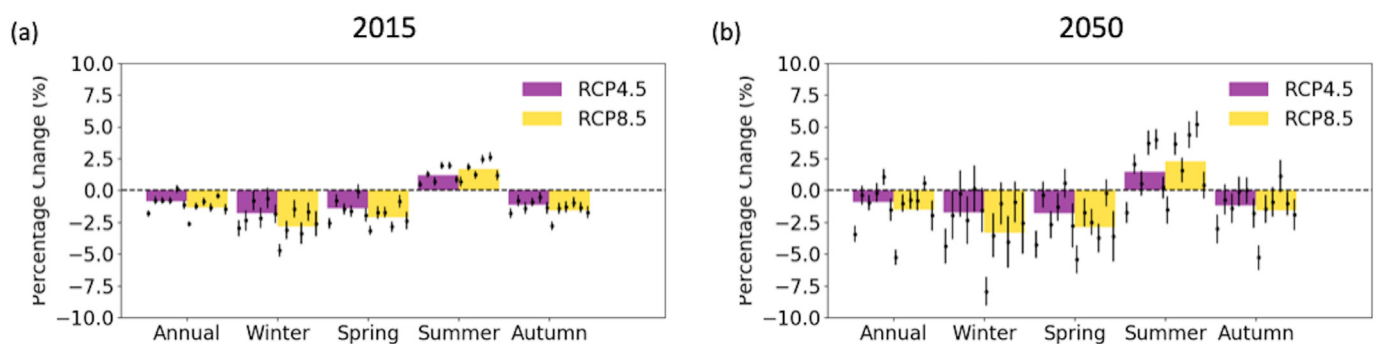 (a)
2015
10.0
7.5
5.0
2.5
0.0
−2.5
−5.0
−7.5
−10.0
Percentage Change (%)
RCP4.5
RCP8.5
Annual Winter Spring Summer Autumn
(b)
2050
10.0
7.5
5.0
2.5
0.0
−2.5
−5.0
−7.5
−10.0
Percentage Change (%)
RCP4.5
RCP8.5
Annual Winter Spring Summer Autumn